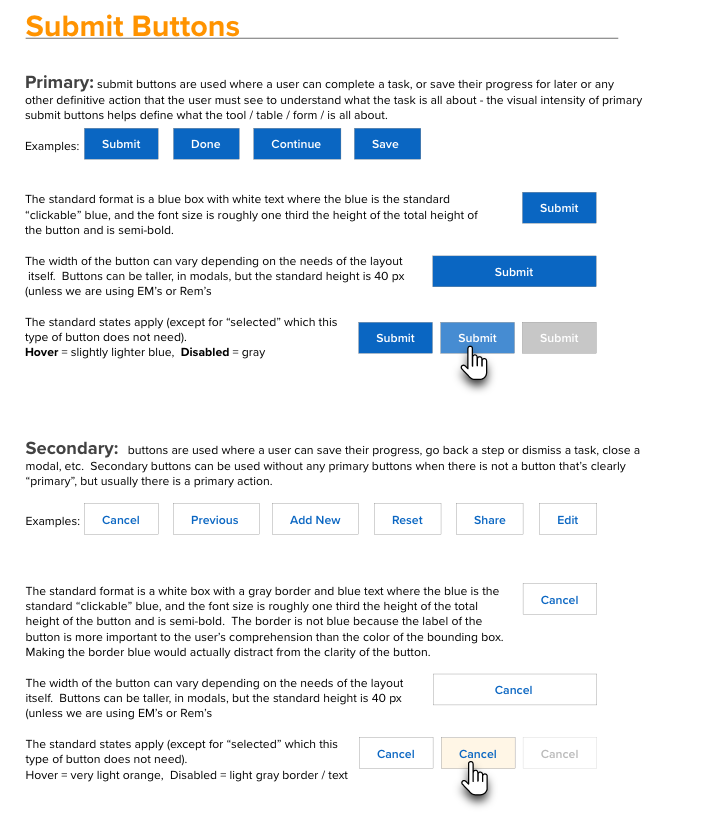 Submit Buttons
Primary: submit buttons are used where a user can complete a task, or save their progress for later or any
other definitive action that the user must see to understand what the task is all about - the visual intensity of primary
submit buttons helps define what the tool / table / form / is all about.
Examples: Submit Done Continue Save
The standard format is a blue box with white text where the blue is the standard
“clickable” blue, and the font size is roughly one third the height of the total height of
the button and is semi-bold.
Submit
The width of the button can vary depending on the needs of the layout
itself. Buttons can be taller, in modals, but the standard height is 40 px
(unless we are using EM’s or Rem’s
Submit
The standard states apply (except for “selected” which this
type of button does not need).
Hover = slightly lighter blue, Disabled = gray
Submit Submit Submit
Secondary: buttons are used where a user can save their progress, go back a step or dismiss a task, close a
modal, etc. Secondary buttons can be used without any primary buttons when there is not a button that’s clearly
“primary”, but usually there is a primary action.
Examples: Cancel Previous Add New Reset Share Edit
The standard format is a white box with a gray border and blue text where the blue is the
standard “clickable” blue, and the font size is roughly one third the height of the total
height of the button and is semi-bold. The border is not blue because the label of the
button is more important to the user’s comprehension than the color of the bounding box.
Making the border blue would actually distract from the clarity of the button.
Cancel
The width of the button can vary depending on the needs of the layout
itself. Buttons can be taller, in modals, but the standard height is 40 px
(unless we are using EM’s or Rem’s
Cancel
The standard states apply (except for “selected” which this
type of button does not need).
Hover = very light orange, Disabled = light gray border / text
Cancel Cancel Cancel